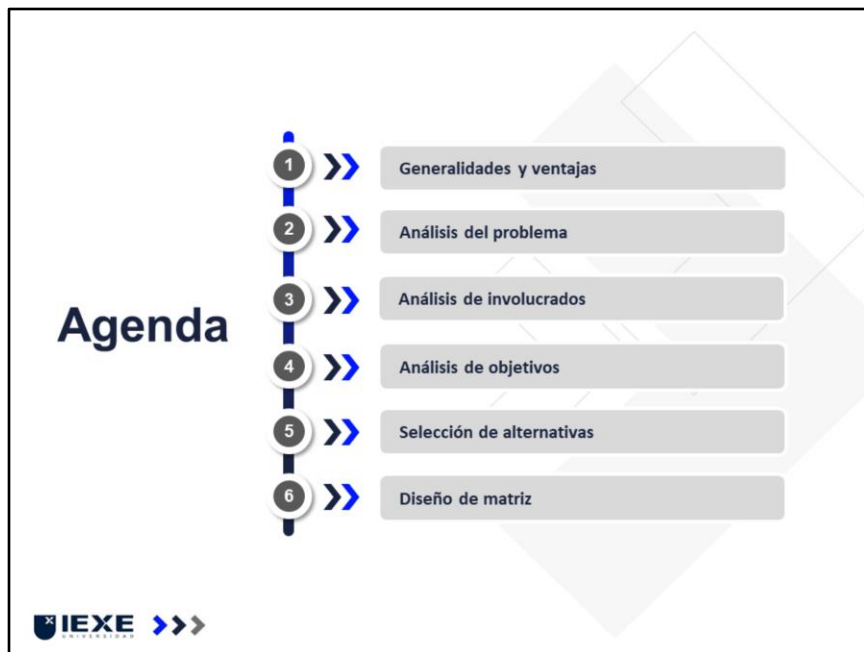 Agenda
1
Generalidades y ventajas
2
Análisis del problema
3
Análisis de involucrados
4
Análisis de objetivos
5
Selección de alternativas
6
Diseño de matriz
IEXE
UNIVERSIDAD